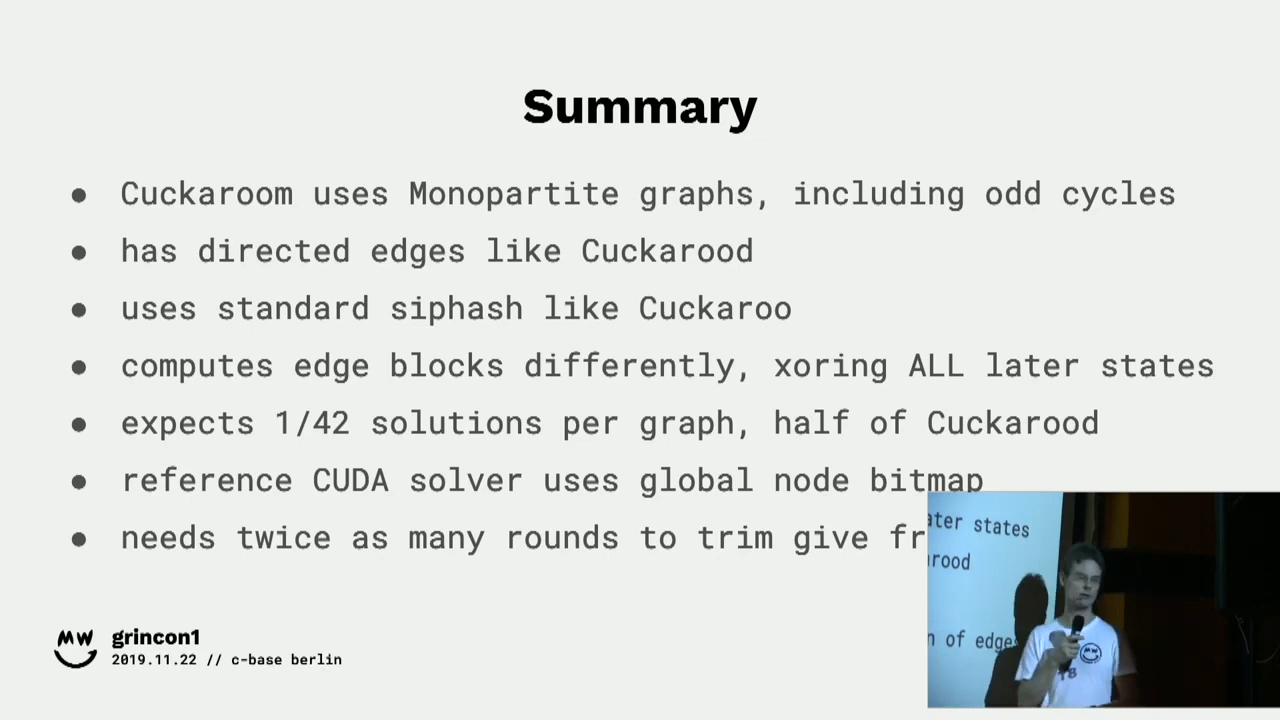 Summary
● Cuckaroom uses Monopartite graphs, including odd cycles
● has directed edges like Cuckarood
● uses standard siphash like Cuckaroo
● computes edge blocks differently, xoring ALL later states
● expects 1/42 solutions per graph, half of Cuckarood
● reference CUDA solver uses global node bitmap
● needs twice as many rounds to trim give fr
ater states
rood
n of edges
MW grincon1
2019.11.22 // c-base berlin